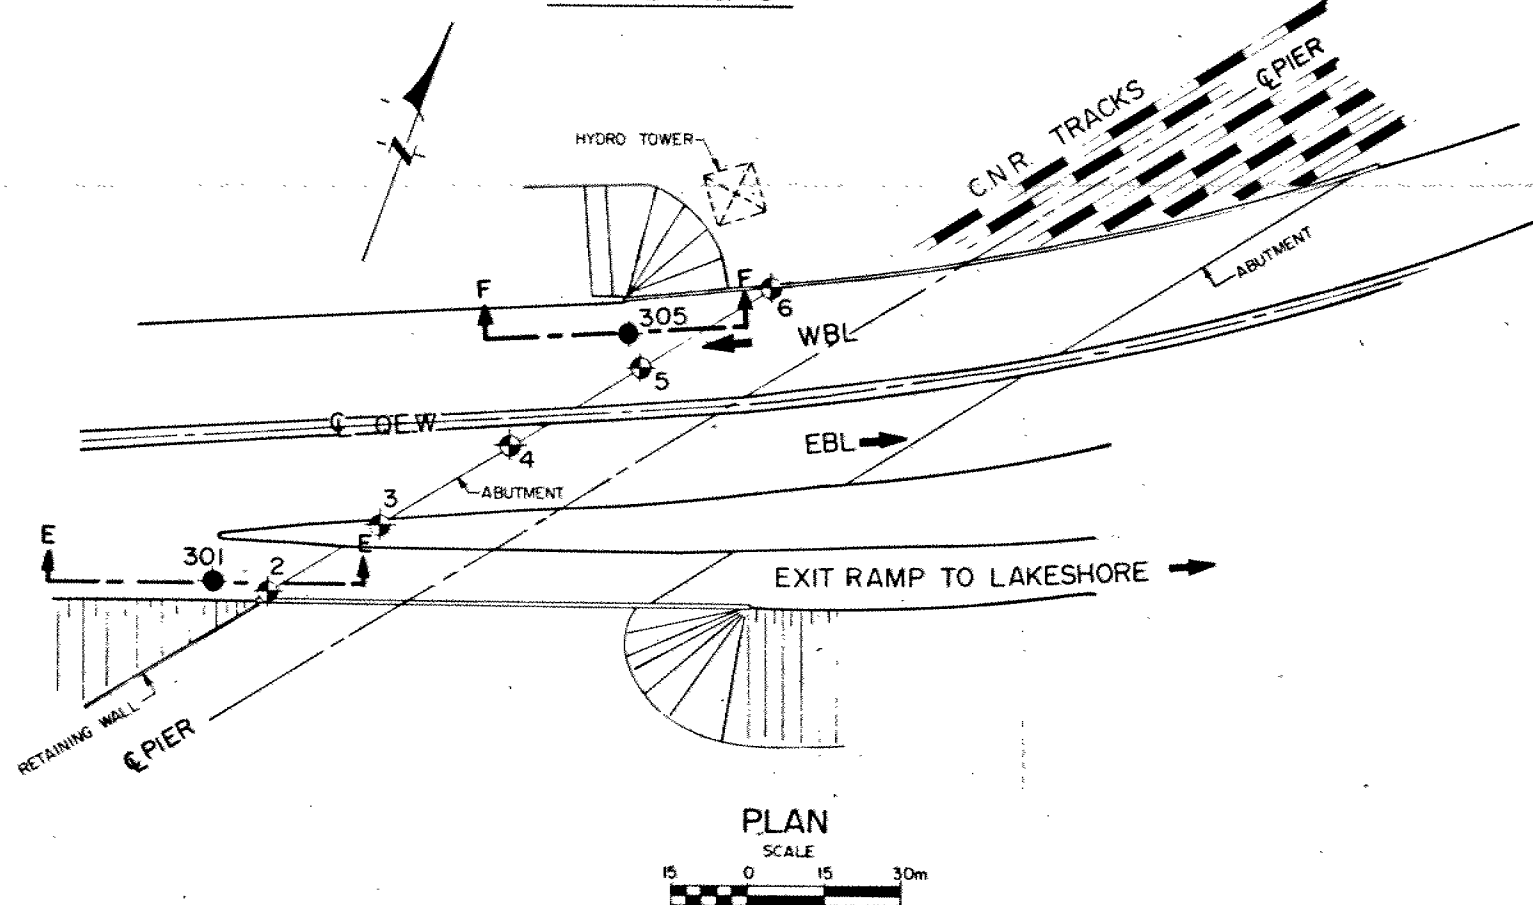 N
HYDRO TOWER
C.N.R. TRACKS
℄ PIER
ABUTMENT
F
F
6
305
WBL
5
℄ QEW
EBL
4
ABUTMENT
3
E
E
301
2
EXIT RAMP TO LAKESHORE
RETAINING WALL
℄ PIER
PLAN
SCALE
15 0 15 30m